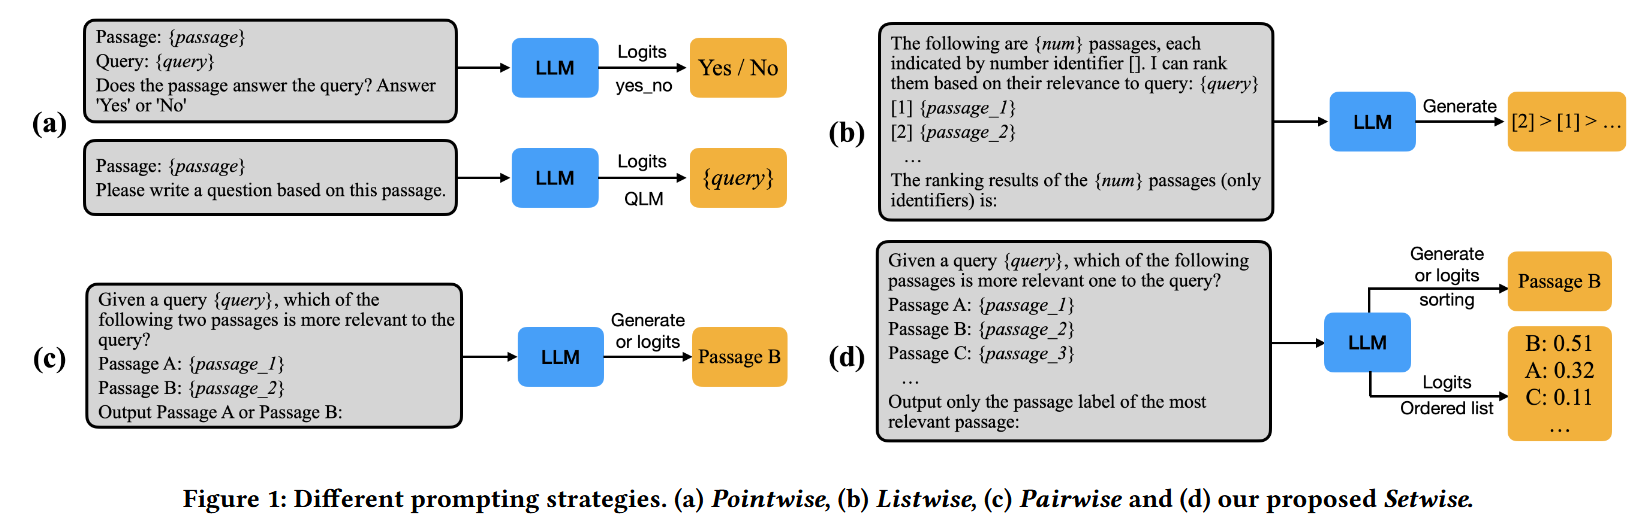 (a)
Passage: {passage}
Query: {query}
Does the passage answer the query? Answer
'Yes' or 'No'
LLM
Logits
yes_no
Yes / No
Passage: {passage}
Please write a question based on this passage.
LLM
Logits
QLM
{query}
(b)
The following are {num} passages, each
indicated by number identifier []. I can rank
them based on their relevance to query: {query}
[1] {passage_1}
[2] {passage_2}
...
The ranking results of the {num} passages (only
identifiers) is:
LLM
Generate
[2] > [1] > ...
(c)
Given a query {query}, which of the
following two passages is more relevant to the
query?
Passage A: {passage_1}
Passage B: {passage_2}
Output Passage A or Passage B:
LLM
Generate
or logits
Passage B
(d)
Given a query {query}, which of the following
passages is more relevant one to the query?
Passage A: {passage_1}
Passage B: {passage_2}
Passage C: {passage_3}
...
Output only the passage label of the most
relevant passage:
LLM
Generate
or logits
sorting
Passage B
Logits
Ordered list
B: 0.51
A: 0.32
C: 0.11
...
Figure 1: Different prompting strategies. (a) Pointwise, (b) Listwise, (c) Pairwise and (d) our proposed Setwise.